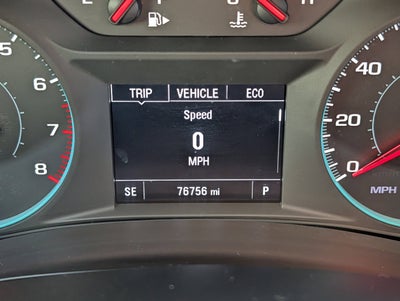 E F C H
TRIP VEHICLE ECO
Speed
0
MPH
SE 76756 mi P
5
6
7
8
40
20
0
MPH